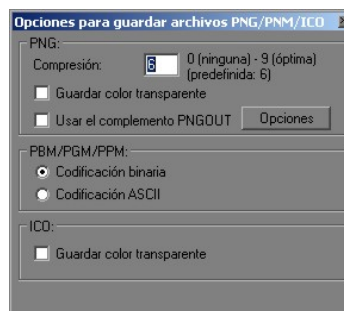 Opciones para guardar archivos PNG/PNM/ICO
PNG:
Compresión: 6 0 (ninguna) - 9 (óptima)
(predefinida: 6)
Guardar color transparente
Usar el complemento PNGOUT Opciones
PBM/PGM/PPM:
Codificación binaria
Codificación ASCII
ICO:
Guardar color transparente